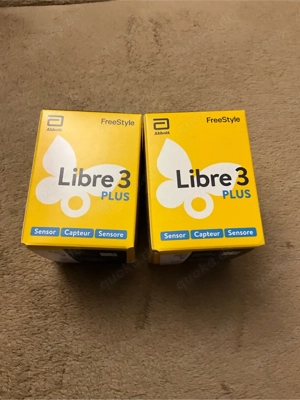 Abbott
FreeStyle
Libre 3
PLUS
Sensor Capteur Sensore
Abbott
FreeStyle
Libre 3
PLUS
Sensor Capteur Sensore